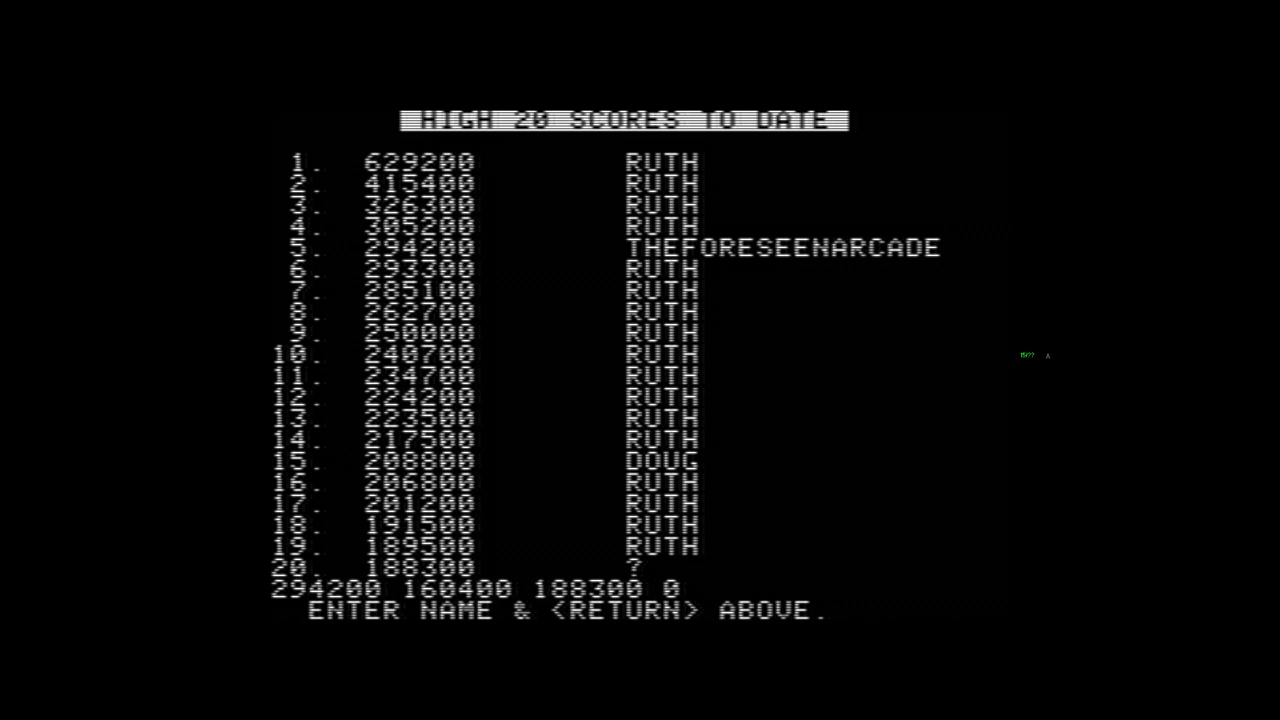 HIGH 20 SCORES TO DATE
1. 629200 RUTH
2. 415400 RUTH
3. 326300 RUTH
4. 305200 RUTH
5. 294200 THEFORESEENARCADE
6. 293300 RUTH
7. 285100 RUTH
8. 262700 RUTH
9. 250000 RUTH
10. 240700 RUTH
11. 234700 RUTH
12. 224200 RUTH
13. 223500 RUTH
14. 217500 RUTH
15. 208800 DOUG
16. 206800 RUTH
17. 201200 RUTH
18. 191500 RUTH
19. 189500 RUTH
20. 188300 ?
294200 160400 188300 0
ENTER NAME & <RETURN> ABOVE.